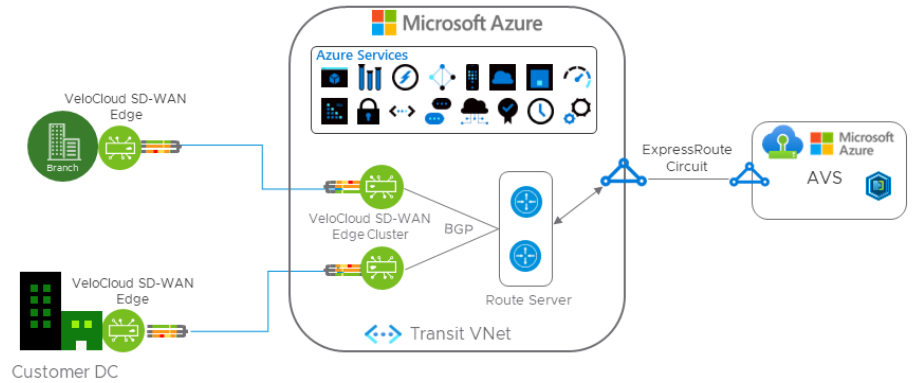 Microsoft Azure
Azure Services
VeloCloud SD-WAN
Edge
Branch
VeloCloud SD-WAN
Edge Cluster
BGP
Route Server
ExpressRoute
Circuit
Microsoft
Azure
AVS
VeloCloud SD-WAN
Edge
Transit VNet
Customer DC